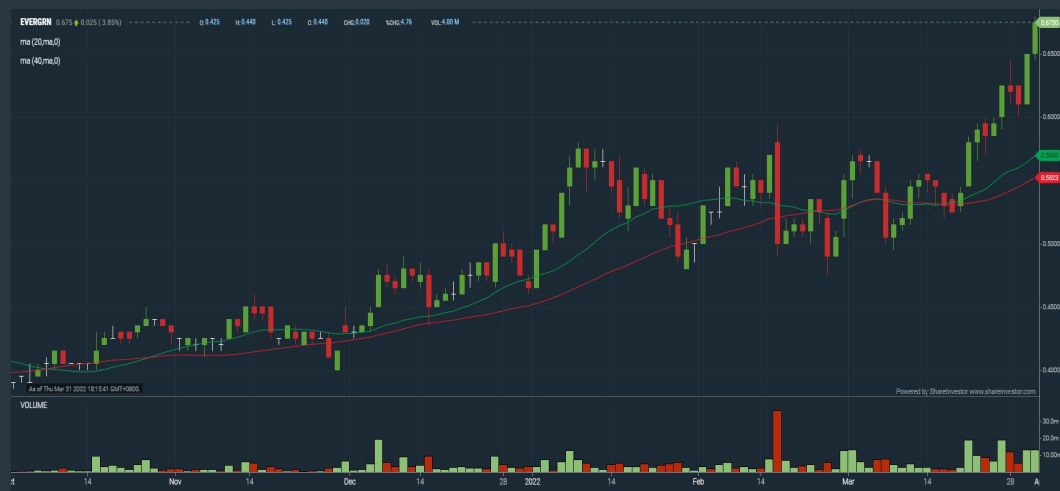 EVERGRN 0.675 0.025 ( 3.85%) O:0.425 H:0.440 L: 0.425 C: 0.440 CHG:0.020 %CHG:4.76 VOL:4.00 M
ma (20,ma,0)
ma (40,ma,0)
0.6750
0.6500
0.6000
0.5698
0.5523
0.5000
0.4500
0.4000
As of Thu Mar 31 2022 18:15:41 GMT+0800
Powered by ShareInvestor www.shareinvestor.com
VOLUME
30.0m
20.0m
10.00m
14 Nov 14 Dec 14 28 2022 14 Feb 14 Mar 14 28